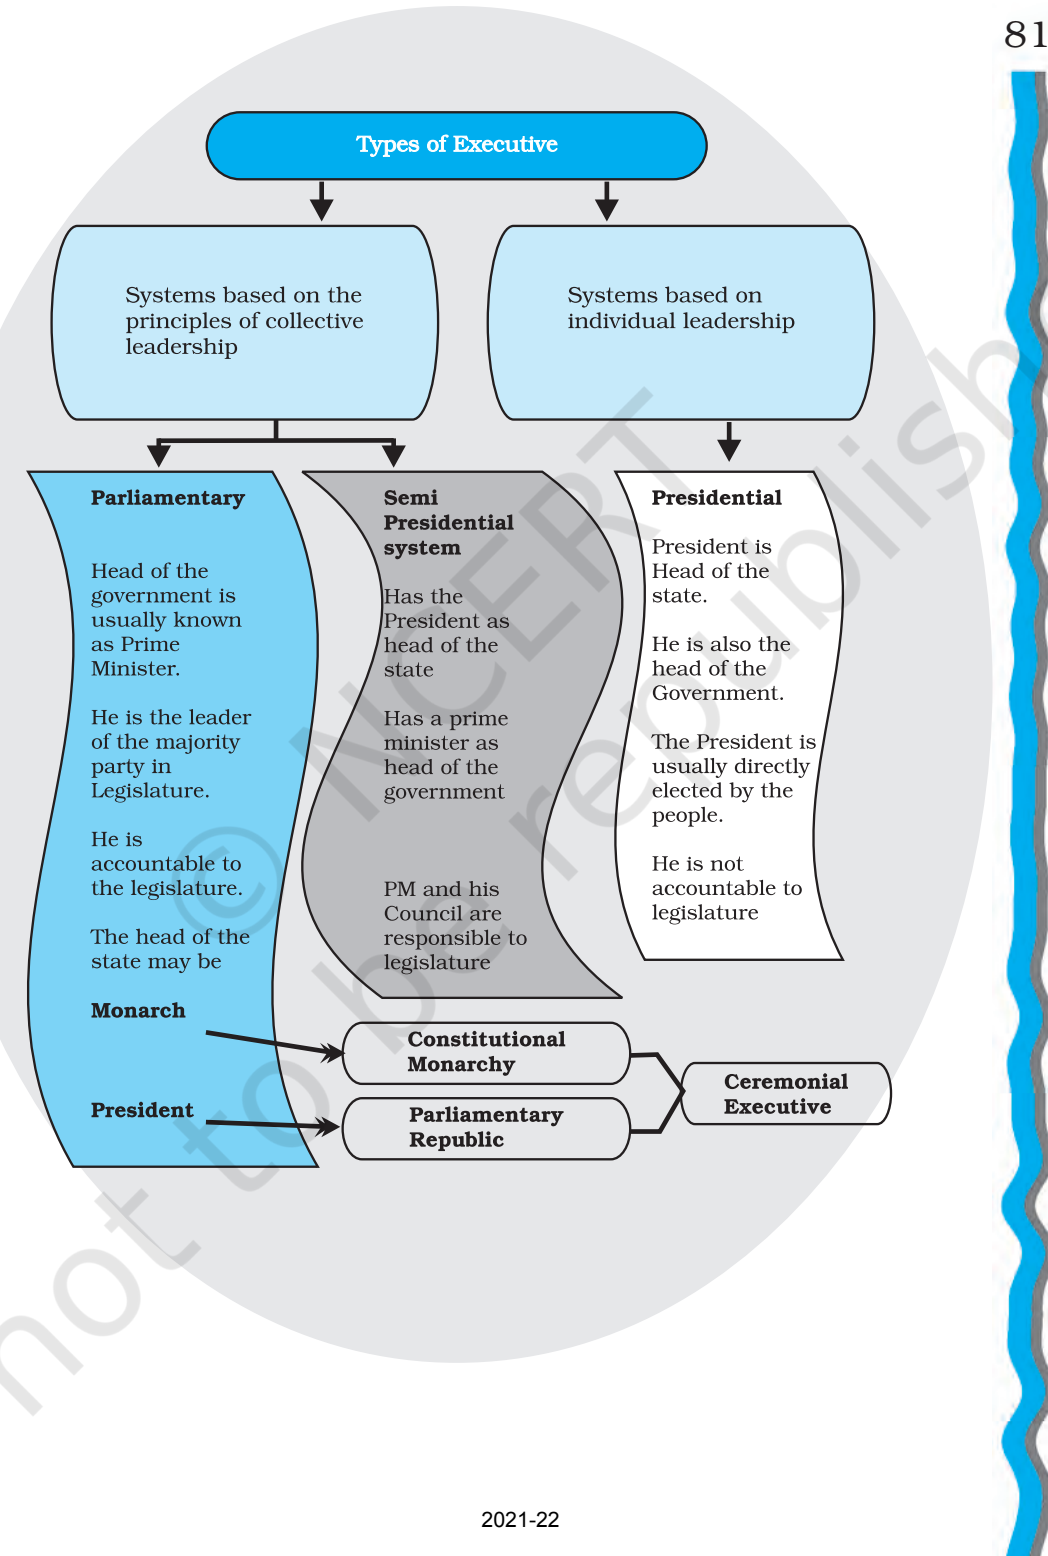 81
Types of Executive
Systems based on the
principles of collective
leadership
Systems based on
individual leadership
Parliamentary
Head of the
government is
usually known
as Prime
Minister.
He is the leader
of the majority
party in
Legislature.
He is
accountable to
the legislature.
The head of the
state may be
Monarch
President
Semi
Presidential
system
Has the
President as
head of the
state
Has a prime
minister as
head of the
government
PM and his
Council are
responsible to
legislature
Presidential
President is
Head of the
state.
He is also the
head of the
Government.
The President is
usually directly
elected by the
people.
He is not
accountable to
legislature
Constitutional
Monarchy
Parliamentary
Republic
Ceremonial
Executive
© NCERT
not to be republish
2021-22